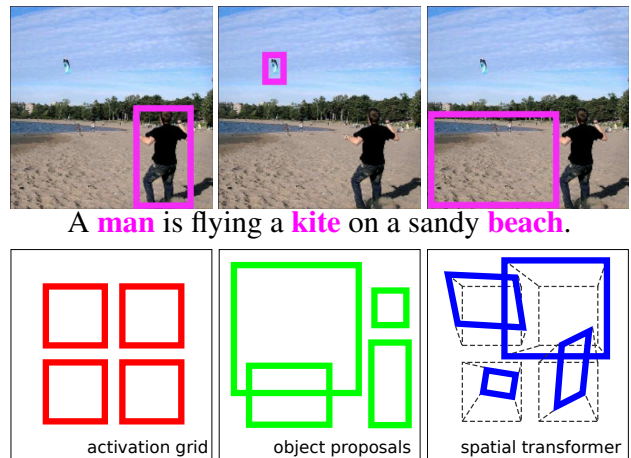 A man is flying a kite on a sandy beach.
activation grid
object proposals
spatial transformer